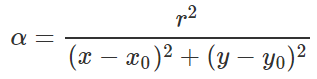 α = r² / ((x − x₀)² + (y − y₀)²)